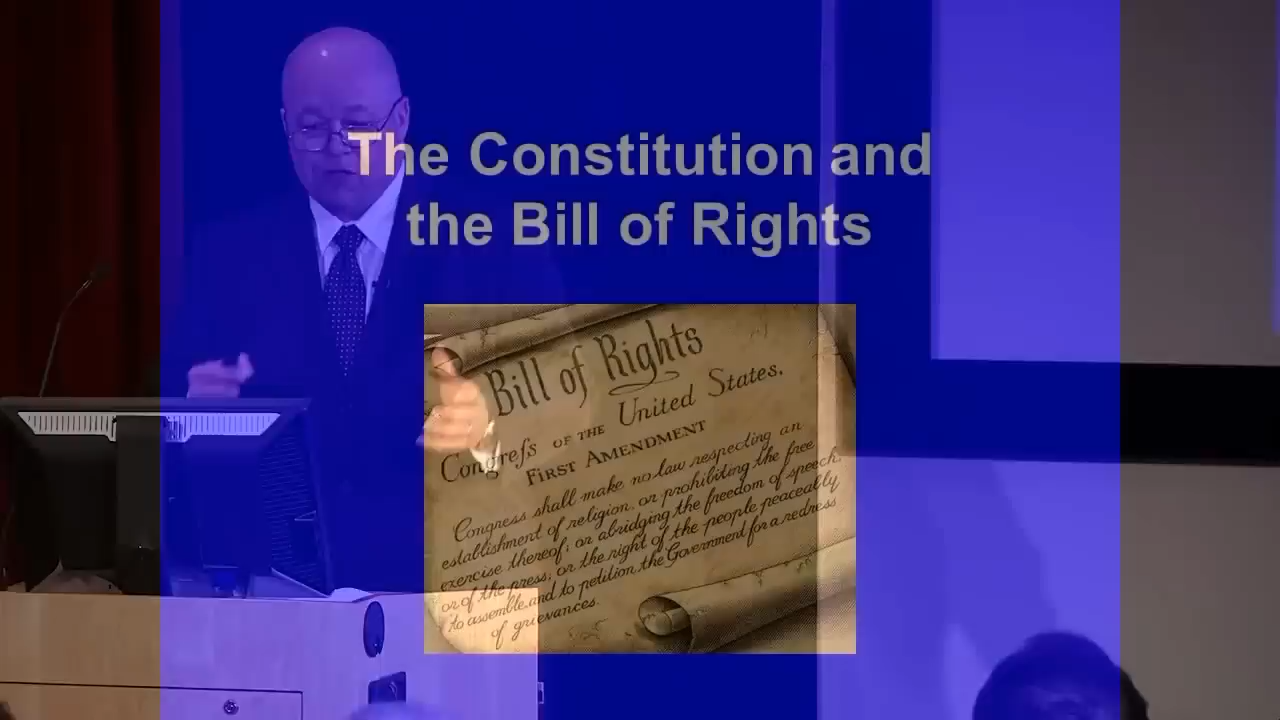 The Constitution and
the Bill of Rights
Bill of Rights
Congrefs OF THE United States.
FIRST AMENDMENT
Congress shall make no law respecting an
establishment of religion, or prohibiting the free
exercise thereof; or abridging the freedom of speech,
or of the press; or the right of the people peaceably
to assemble, and to petition the Government for a redress
of grievances.